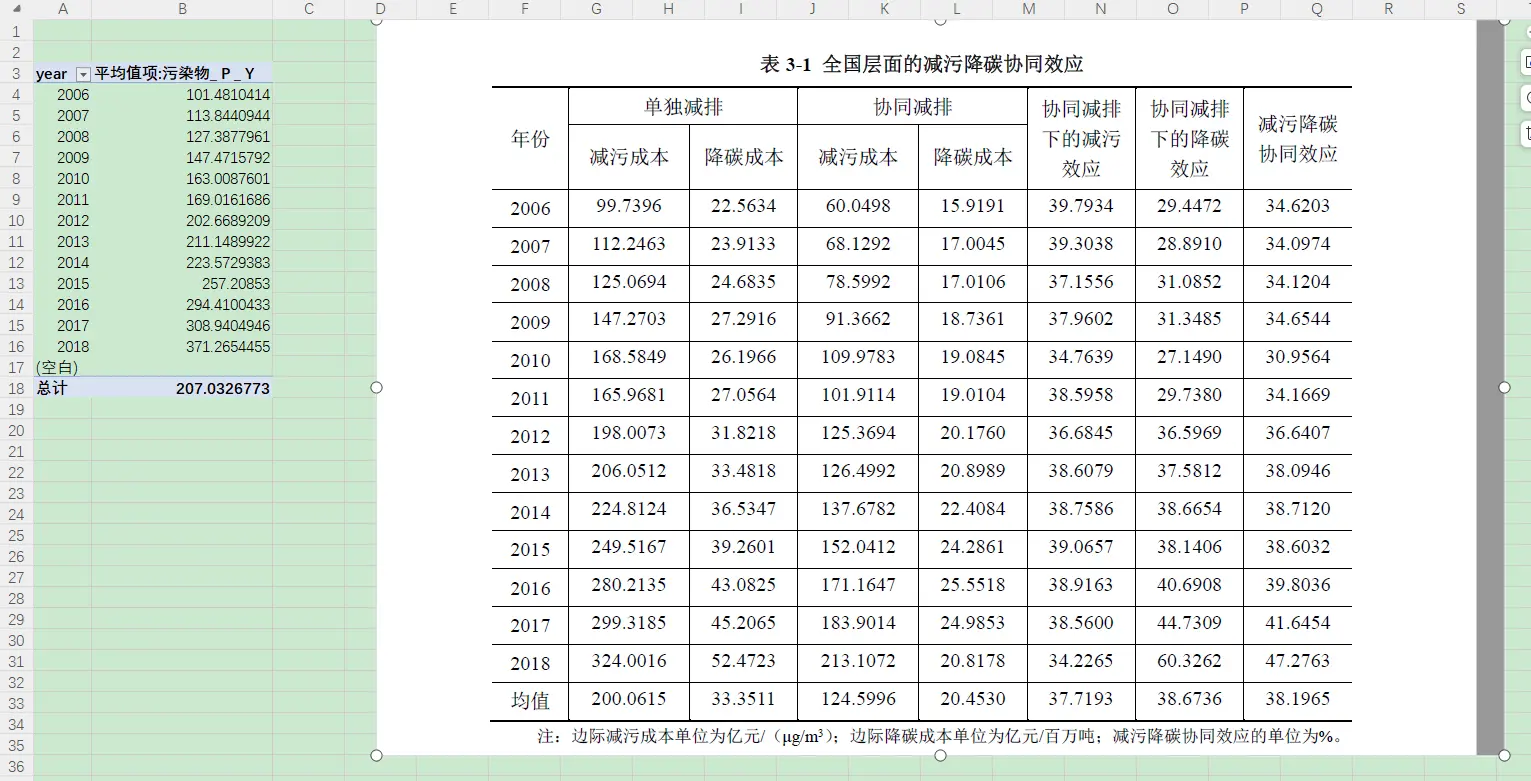 A B C D E F G H I J K L M N O P Q R S
1
2
3 year 平均值项:污染物_P_Y
4 2006 101.4810414
5 2007 113.8440944
6 2008 127.3877961
7 2009 147.4715792
8 2010 163.0087601
9 2011 169.0161686
10 2012 202.6689209
11 2013 211.1489922
12 2014 223.5729383
13 2015 257.20853
14 2016 294.4100433
15 2017 308.9404946
16 2018 371.2654455
17 (空白)
18 总计 207.0326773
19
20
21
22
23
24
25
26
27
28
29
30
31
32
33
34
35
36
表 3-1 全国层面的减污降碳协同效应
年份 单独减排 协同减排 协同减排下的减污效应 协同减排下的降碳效应 减污降碳协同效应
减污成本 降碳成本 减污成本 降碳成本
2006 99.7396 22.5634 60.0498 15.9191 39.7934 29.4472 34.6203
2007 112.2463 23.9133 68.1292 17.0045 39.3038 28.8910 34.0974
2008 125.0694 24.6835 78.5992 17.0106 37.1556 31.0852 34.1204
2009 147.2703 27.2916 91.3662 18.7361 37.9602 31.3485 34.6544
2010 168.5849 26.1966 109.9783 19.0845 34.7639 27.1490 30.9564
2011 165.9681 27.0564 101.9114 19.0104 38.5958 29.7380 34.1669
2012 198.0073 31.8218 125.3694 20.1760 36.6845 36.5969 36.6407
2013 206.0512 33.4818 126.4992 20.8989 38.6079 37.5812 38.0946
2014 224.8124 36.5347 137.6782 22.4084 38.7586 38.6654 38.7120
2015 249.5167 39.2601 152.0412 24.2861 39.0657 38.1406 38.6032
2016 280.2135 43.0825 171.1647 25.5518 38.9163 40.6908 39.8036
2017 299.3185 45.2065 183.9014 24.9853 38.5600 44.7309 41.6454
2018 324.0016 52.4723 213.1072 20.8178 34.2265 60.3262 47.2763
均值 200.0615 33.3511 124.5996 20.4530 37.7193 38.6736 38.1965
注：边际减污成本单位为亿元/（μg/m³）；边际降碳成本单位为亿元/百万吨；减污降碳协同效应的单位为%。